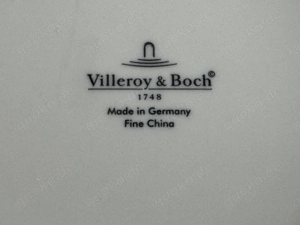 Villeroy & Boch©
1748
Made in Germany
Fine China